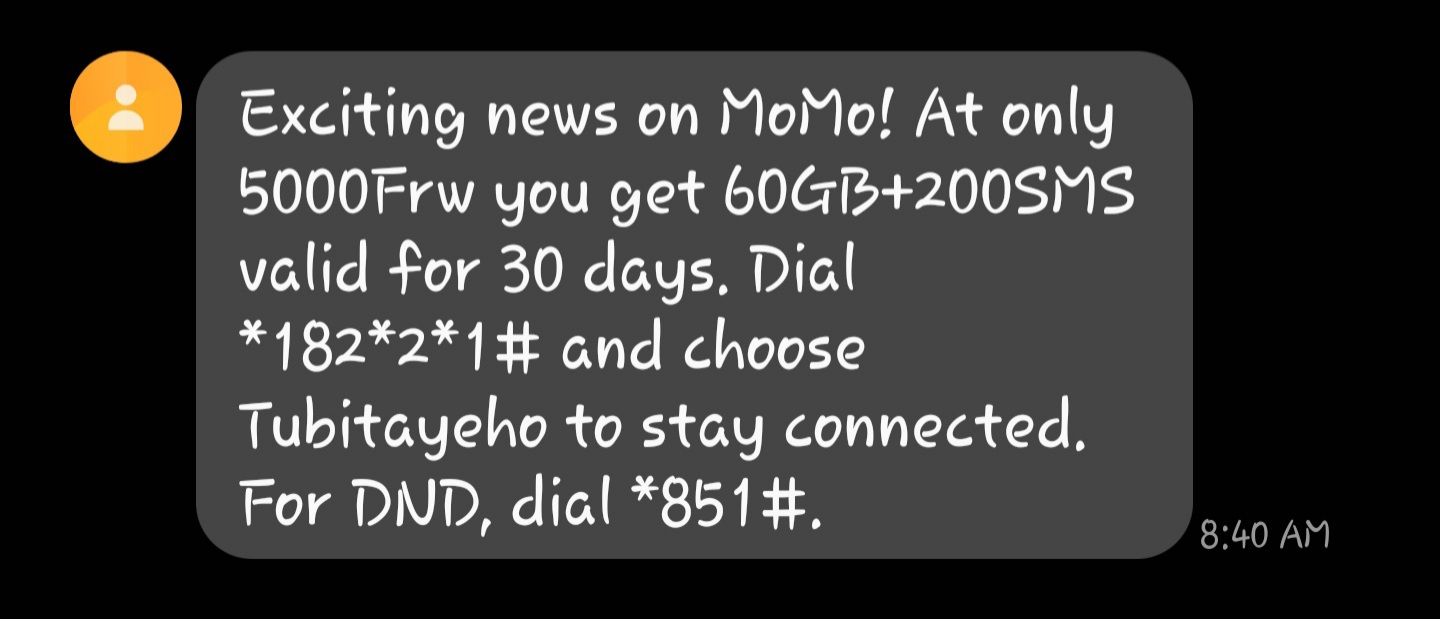 Exciting news on MoMo! At only
5000Frw you get 60GB+200SMS
valid for 30 days. Dial
*182*2*1# and choose
Tubitayeho to stay connected.
For DND, dial *851#.
8:40 AM